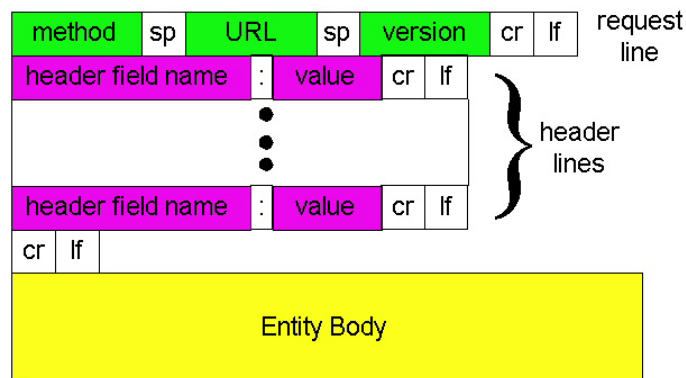 method sp URL sp version cr lf
request line
header field name : value cr lf
header lines
header field name : value cr lf
cr lf
Entity Body